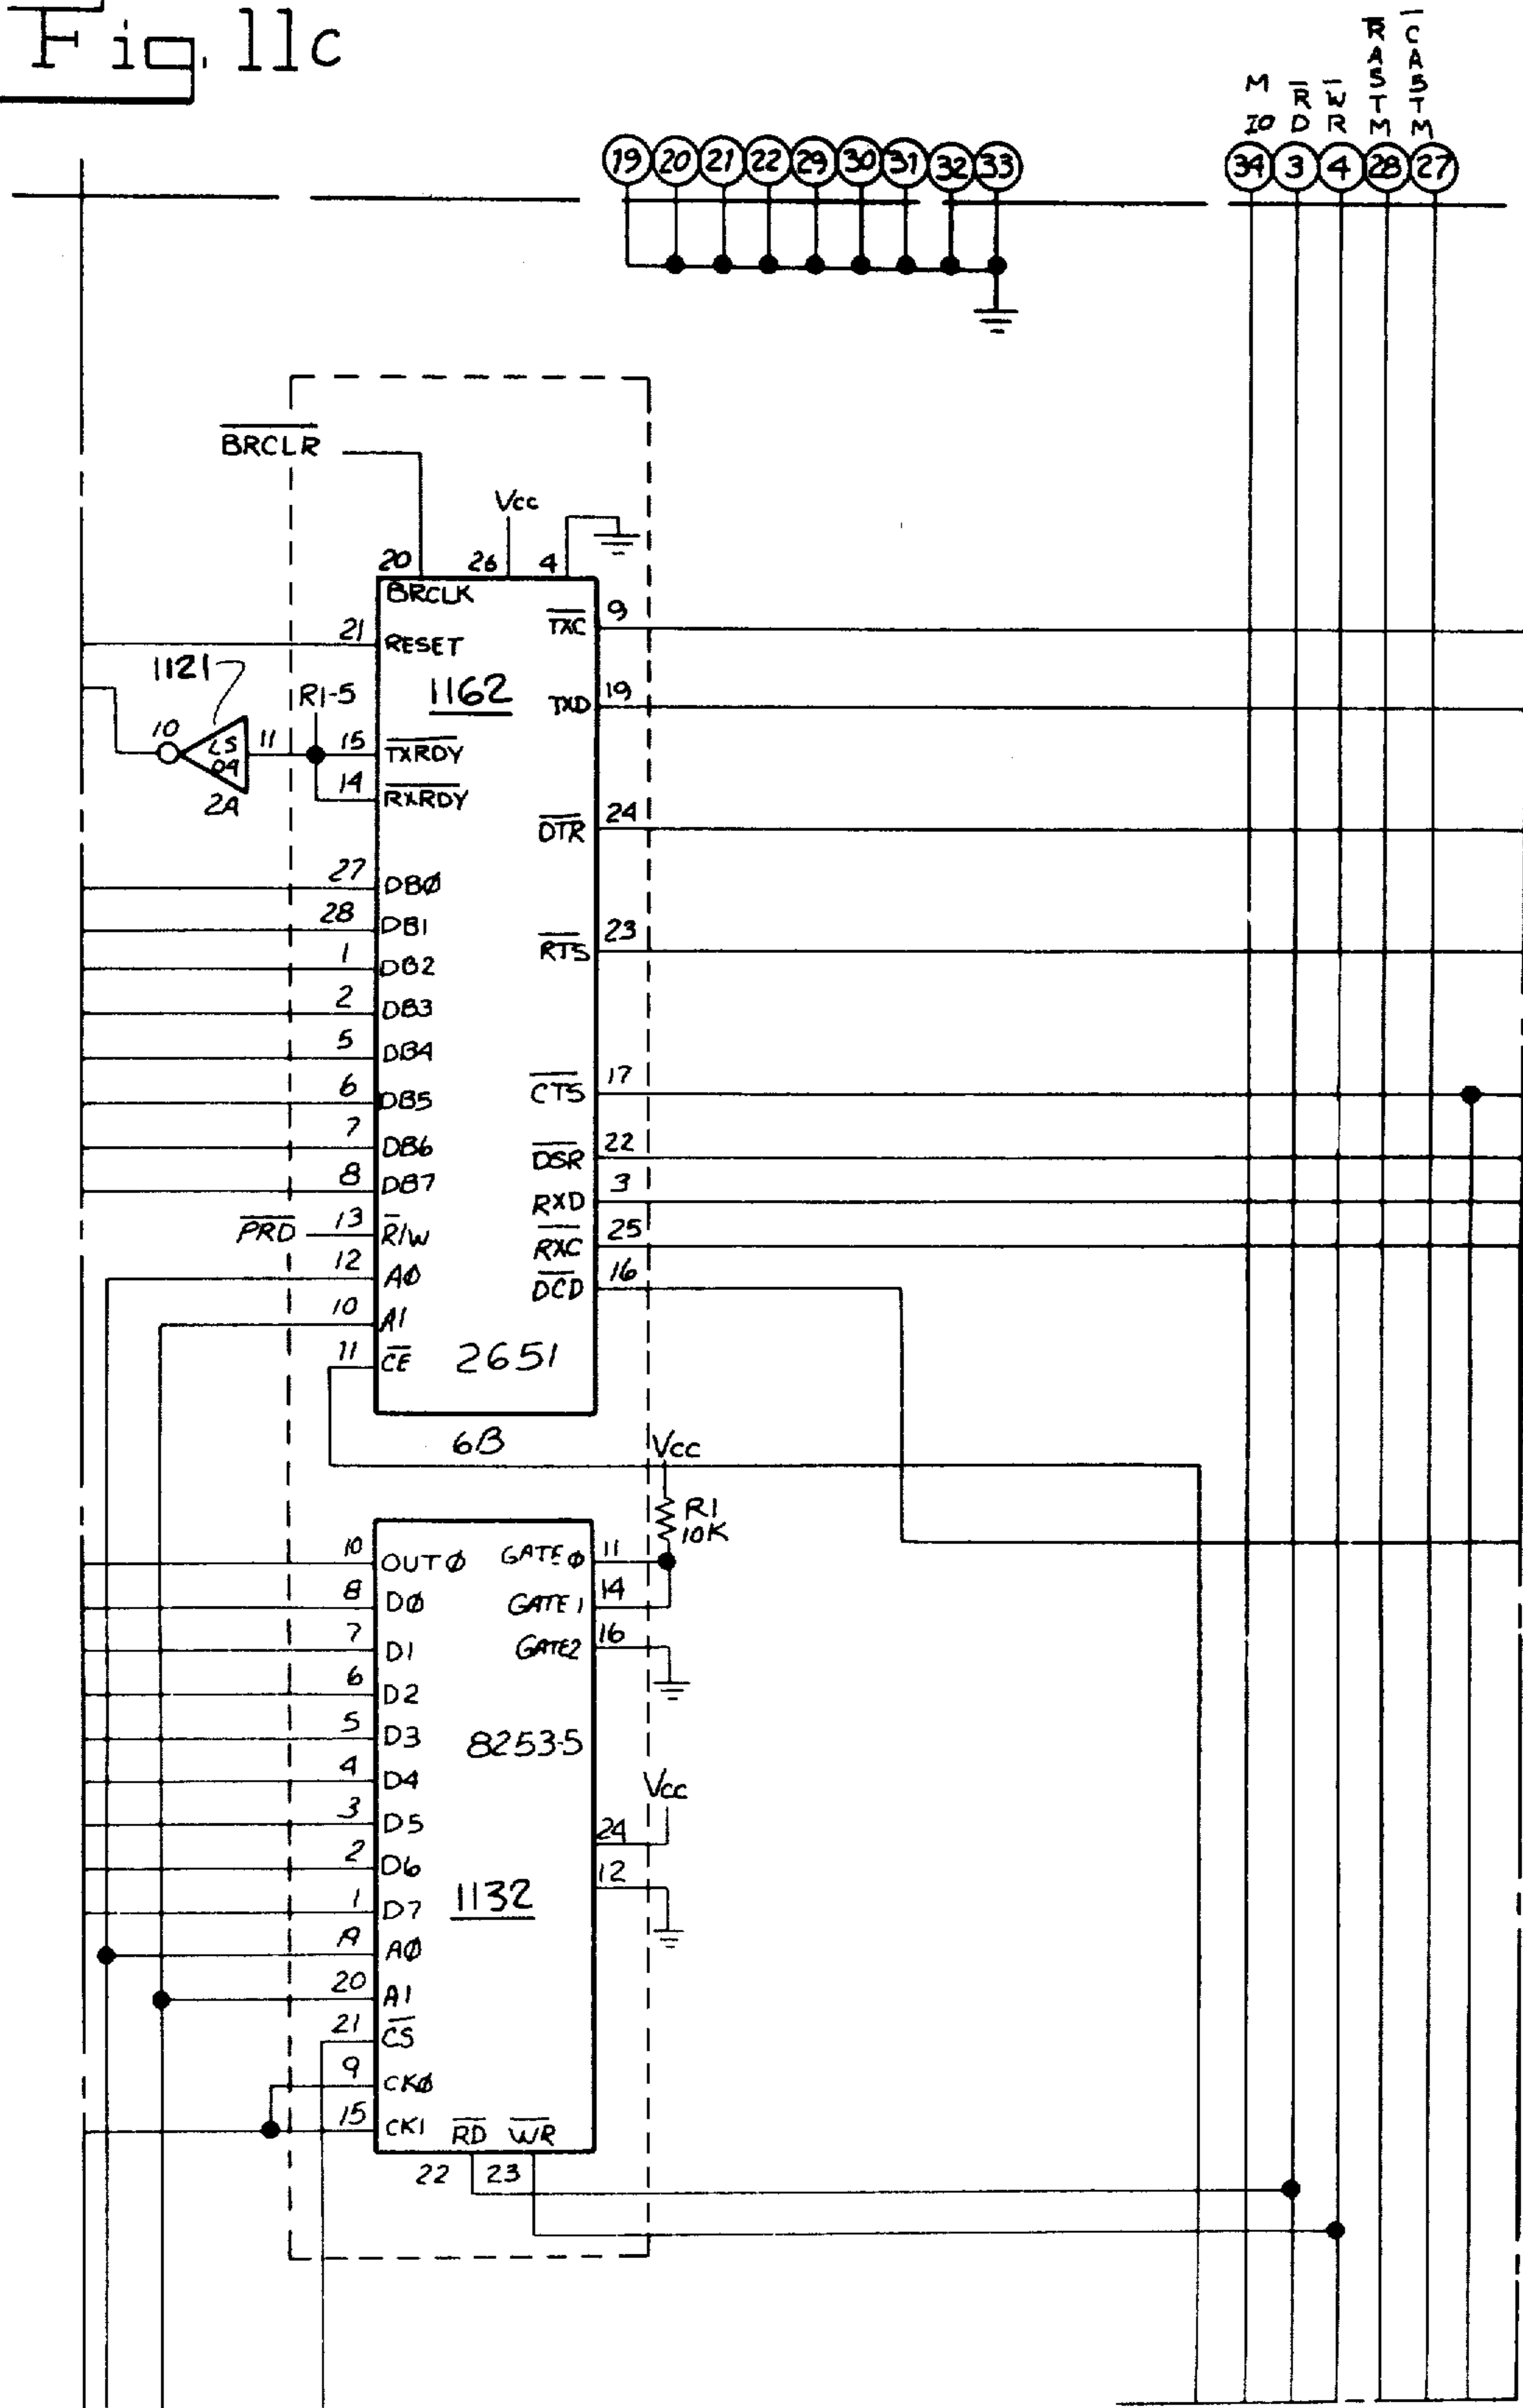 Fig. 11c
M IO
RD
WR
RASTM
CASTM
19 20 21 22 29 30 31 32 33
34 3 4 28 27
BRCLR
Vcc
20 26 4
BRCLK
TXC 9
21 RESET
1121
R1-5
1162
TXD 19
10 LS 04 11
15 TXRDY
2A
14 RXRDY
DTR 24
27 DBØ
28 DB1
RTS 23
1 DB2
2 DB3
5 DB4
6 DB5
CTS 17
7 DB6
DSR 22
8 DB7
RXD 3
PRD 13 R/W
RXC 25
12 AØ
DCD 16
10 A1
11 CE
2651
6B
Vcc
R1
10K
10 OUTØ GATEØ 11
8 DØ GATE1 14
7 D1 GATE2 16
6 D2
5 D3
8253-5
4 D4
Vcc
3 D5
24
2 D6
12
1 D7
1132
19 AØ
20 A1
21 CS
9 CKØ
15 CK1
RD WR
22 23